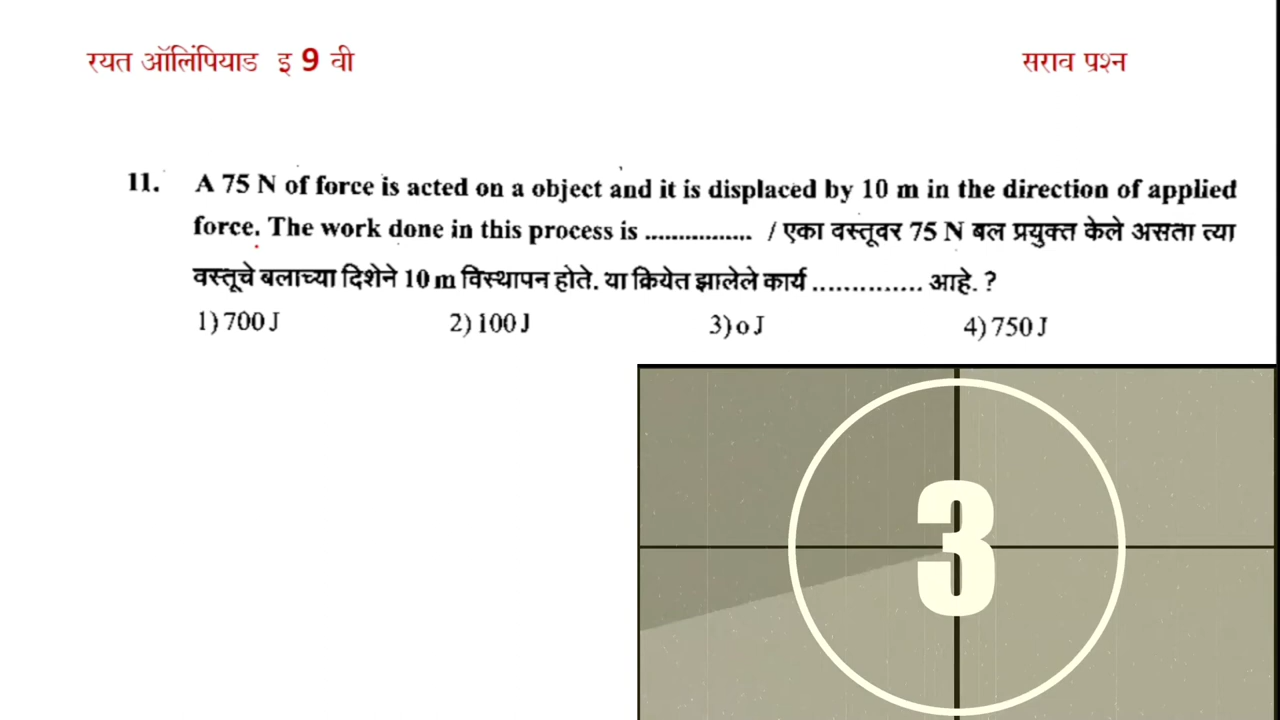 रयत ऑलिंपियाड इ 9 वी
सराव प्रश्न
11. A 75 N of force is acted on a object and it is displaced by 10 m in the direction of applied
force. The work done in this process is ................ / एका वस्तूवर 75 N बल प्रयुक्त केले असता त्या
वस्तूचे बलाच्या दिशेने 10 m विस्थापन होते. या क्रियेत झालेले कार्य .............. आहे. ?
1) 700 J 2) 100 J 3) o J 4) 750 J
3